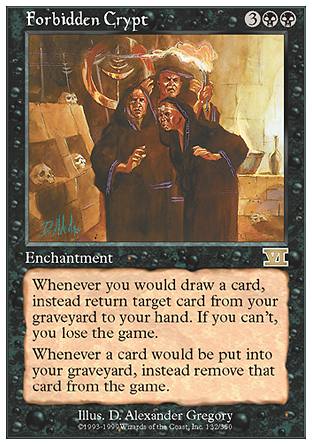 Forbidden Crypt 3
Enchantment VI
Whenever you would draw a card,
instead return target card from your
graveyard to your hand. If you can't,
you lose the game.
Whenever a card would be put into
your graveyard, instead remove that
card from the game.
Illus. D. Alexander Gregory
©1993-1999 Wizards of the Coast, Inc. 132/350